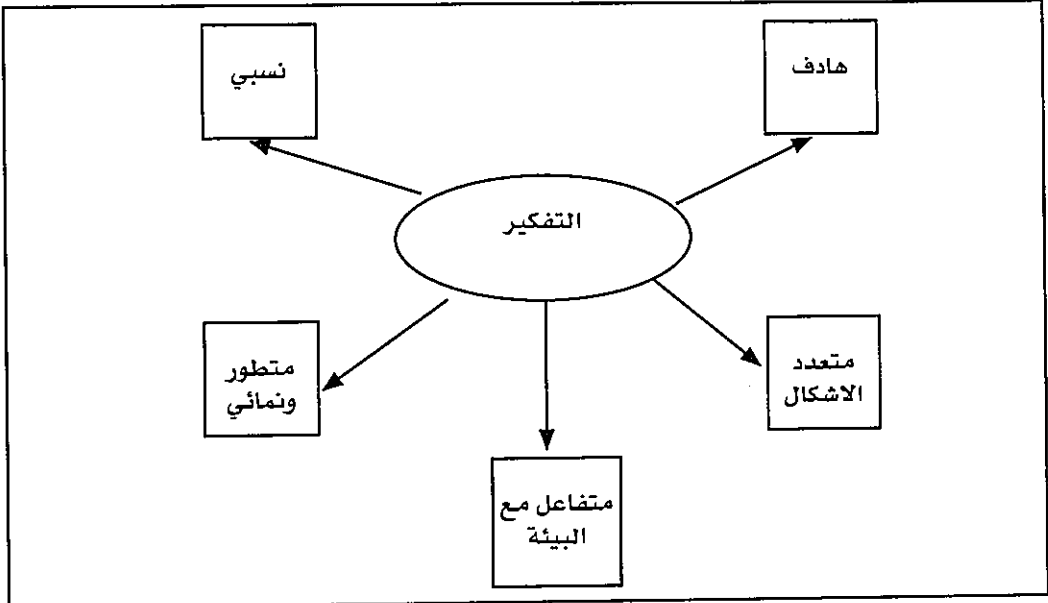 هادف
نسبي
التفكير
متعدد
الاشكال
متطور
ونمائي
متفاعل مع
البيئة